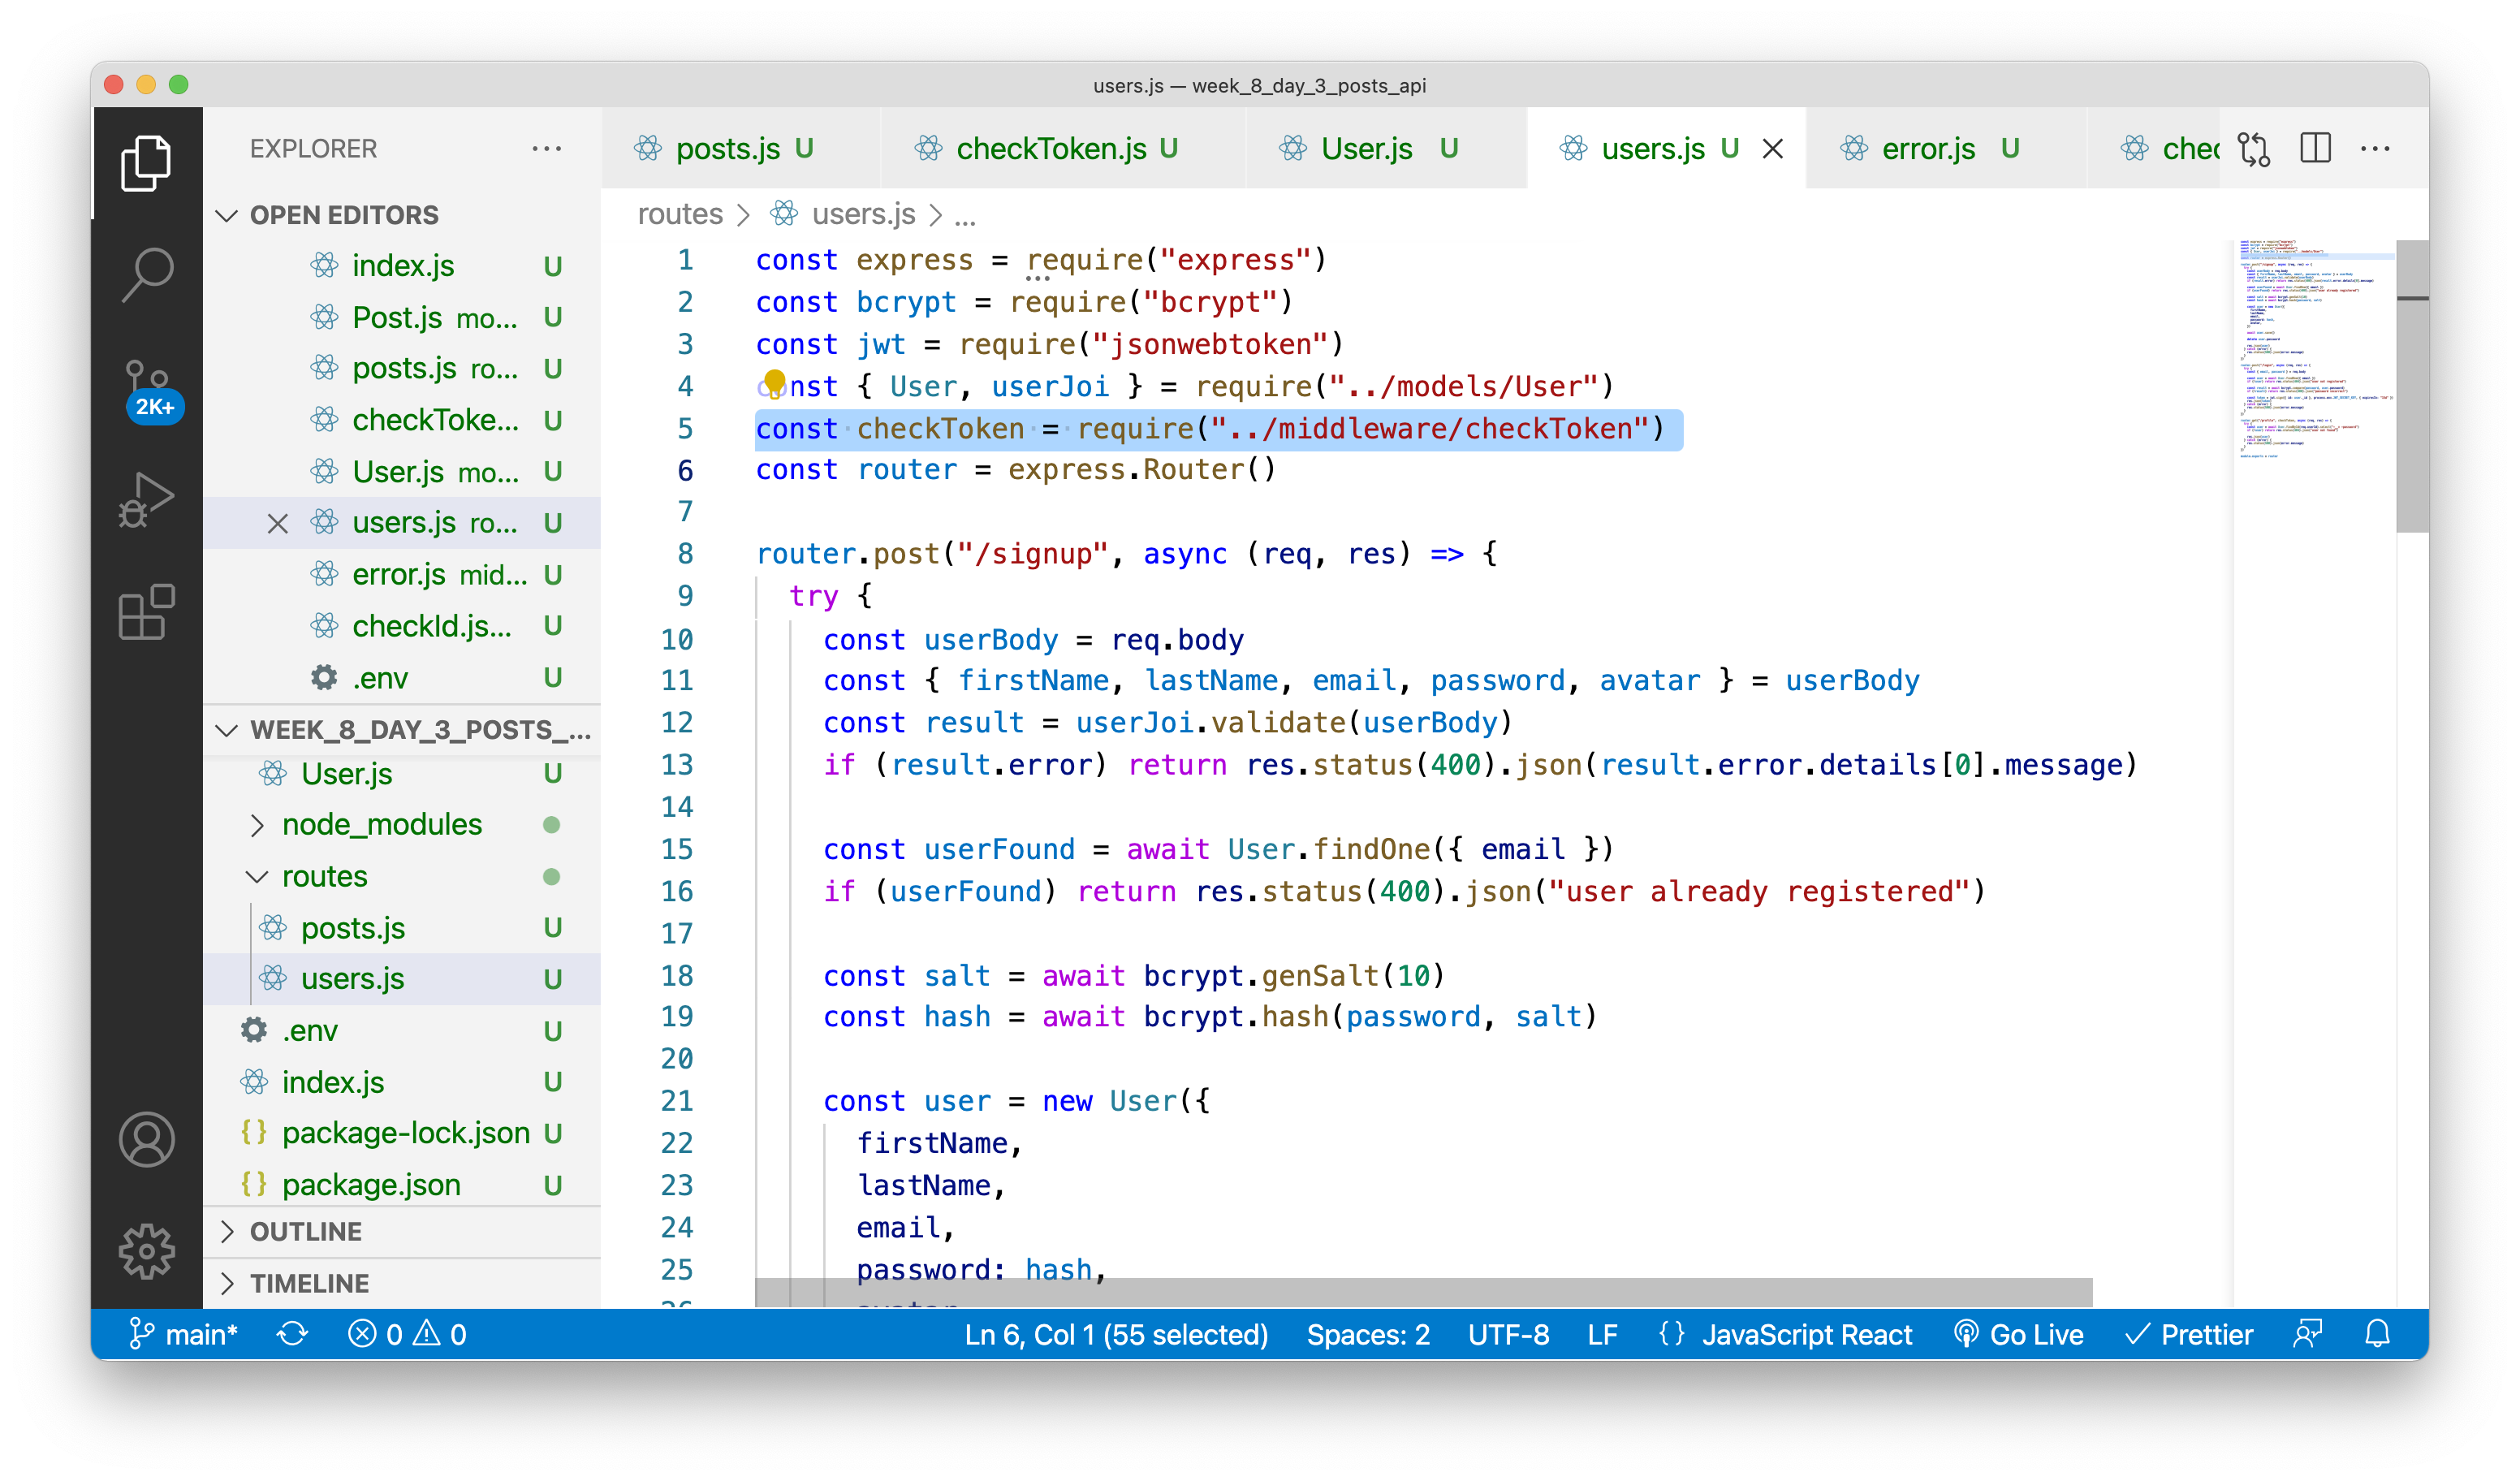 users.js — week_8_day_3_posts_api
EXPLORER
posts.js U
checkToken.js U
User.js U
users.js U
error.js U
chec
OPEN EDITORS
index.js U
Post.js mo... U
posts.js ro... U
checkToke... U
User.js mo... U
users.js ro... U
error.js mid... U
checkId.js... U
.env U
WEEK_8_DAY_3_POSTS_...
User.js U
node_modules
routes
posts.js U
users.js U
.env U
index.js U
{} package-lock.json U
{} package.json U
OUTLINE
TIMELINE
2K+
routes > users.js > ...
1 const express = require("express")
2 const bcrypt = require("bcrypt")
3 const jwt = require("jsonwebtoken")
4 const { User, userJoi } = require("../models/User")
5 const checkToken = require("../middleware/checkToken")
6 const router = express.Router()
7
8 router.post("/signup", async (req, res) => {
9 try {
10 const userBody = req.body
11 const { firstName, lastName, email, password, avatar } = userBody
12 const result = userJoi.validate(userBody)
13 if (result.error) return res.status(400).json(result.error.details[0].message)
14
15 const userFound = await User.findOne({ email })
16 if (userFound) return res.status(400).json("user already registered")
17
18 const salt = await bcrypt.genSalt(10)
19 const hash = await bcrypt.hash(password, salt)
20
21 const user = new User({
22 firstName,
23 lastName,
24 email,
25 password: hash,
main* 0 0 Ln 6, Col 1 (55 selected) Spaces: 2 UTF-8 LF {} JavaScript React Go Live Prettier